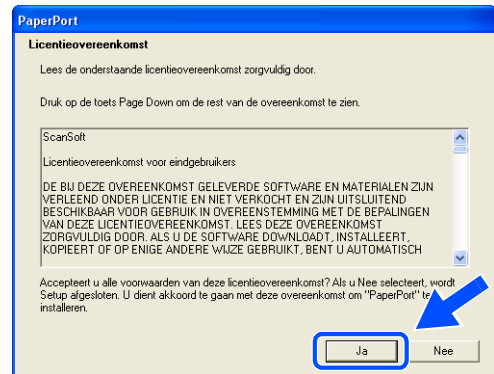 PaperPort
Licentieovereenkomst
Lees de onderstaande licentieovereenkomst zorgvuldig door.
Druk op de toets Page Down om de rest van de overeenkomst te zien.
ScanSoft
Licentieovereenkomst voor eindgebruikers
DE BIJ DEZE OVEREENKOMST GELEVERDE SOFTWARE EN MATERIALEN ZIJN
VERLEEND ONDER LICENTIE EN NIET VERKOCHT EN ZIJN UITSLUITEND
BESCHIKBAAR VOOR GEBRUIK IN OVEREENSTEMMING MET DE BEPALINGEN
VAN DEZE LICENTIEOVEREENKOMST. LEES DEZE OVEREENKOMST
ZORGVULDIG DOOR. ALS U DE SOFTWARE DOWNLOADT, INSTALLEERT,
KOPIEERT OF OP ENIGE ANDERE WIJZE GEBRUIKT, BENT U AUTOMATISCH
Accepteert u alle voorwaarden van deze licentieovereenkomst? Als u Nee selecteert, wordt
Setup afgesloten. U dient akkoord te gaan met deze overeenkomst om "PaperPort" te
installeren.
Ja
Nee